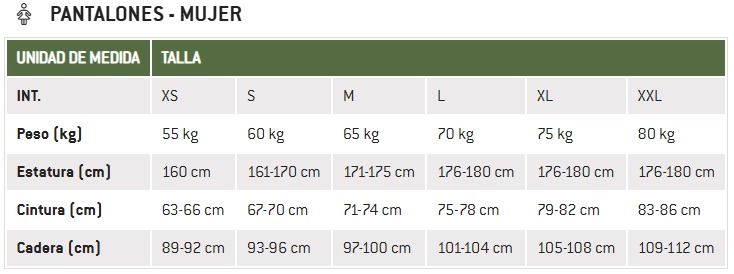 PANTALONES - MUJER
UNIDAD DE MEDIDA TALLA
INT. XS S M L XL XXL
Peso (kg) 55 kg 60 kg 65 kg 70 kg 75 kg 80 kg
Estatura (cm) 160 cm 161-170 cm 171-175 cm 176-180 cm 176-180 cm 176-180 cm
Cintura (cm) 63-66 cm 67-70 cm 71-74 cm 75-78 cm 79-82 cm 83-86 cm
Cadera (cm) 89-92 cm 93-96 cm 97-100 cm 101-104 cm 105-108 cm 109-112 cm